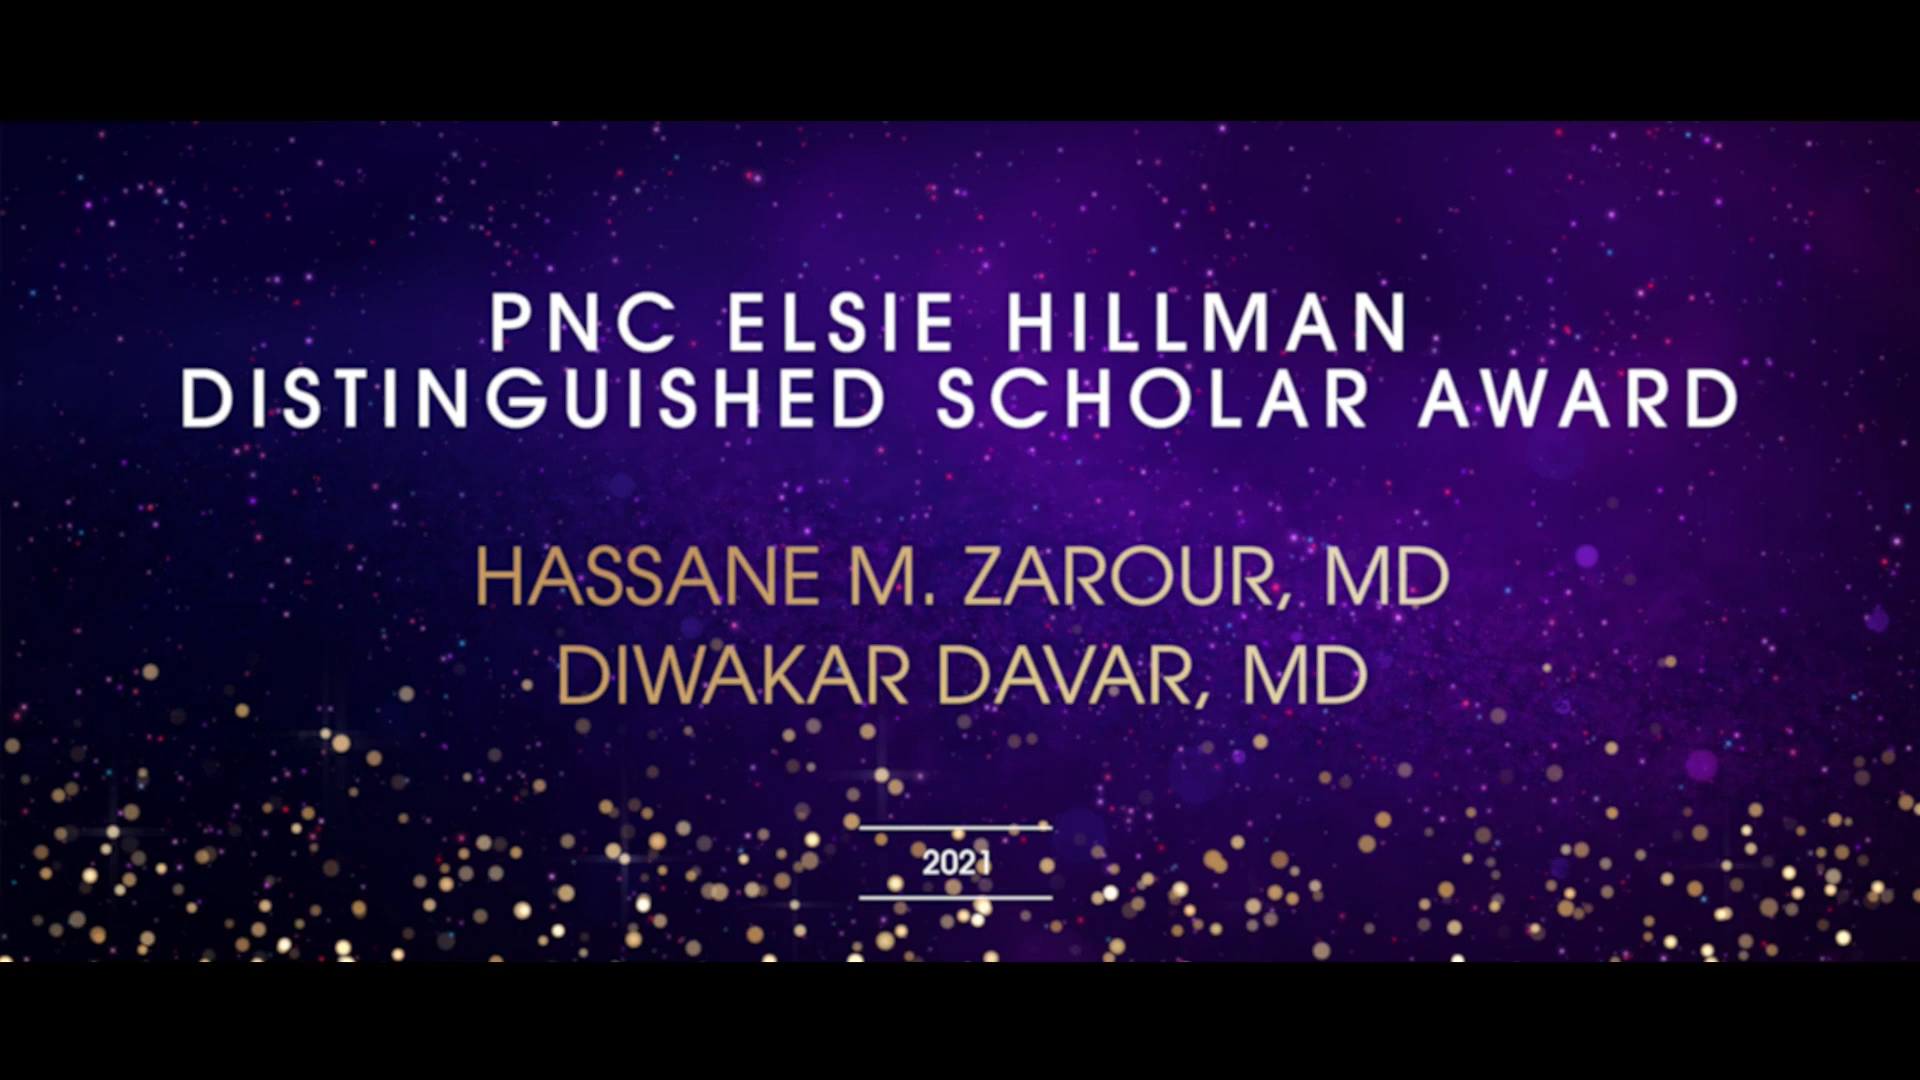 PNC ELSIE HILLMAN
DISTINGUISHED SCHOLAR AWARD
HASSANE M. ZAROUR, MD
DIWAKAR DAVAR, MD
2021